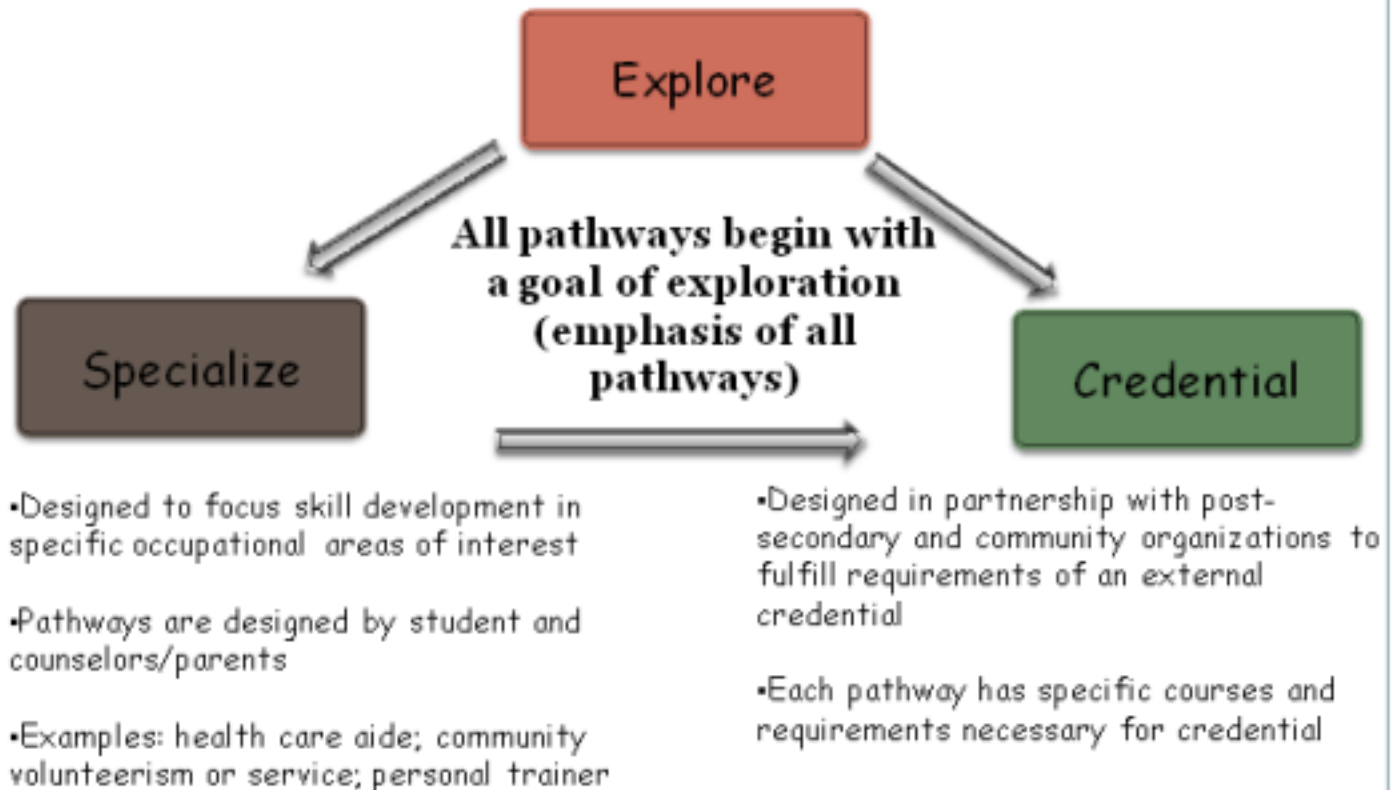 Explore
All pathways begin with
a goal of exploration
(emphasis of all
pathways)
Specialize
Credential
▪Designed to focus skill development in
specific occupational areas of interest
▪Pathways are designed by student and
counselors/parents
▪Examples: health care aide; community
volunteerism or service; personal trainer
▪Designed in partnership with post-
secondary and community organizations to
fulfill requirements of an external
credential
▪Each pathway has specific courses and
requirements necessary for credential